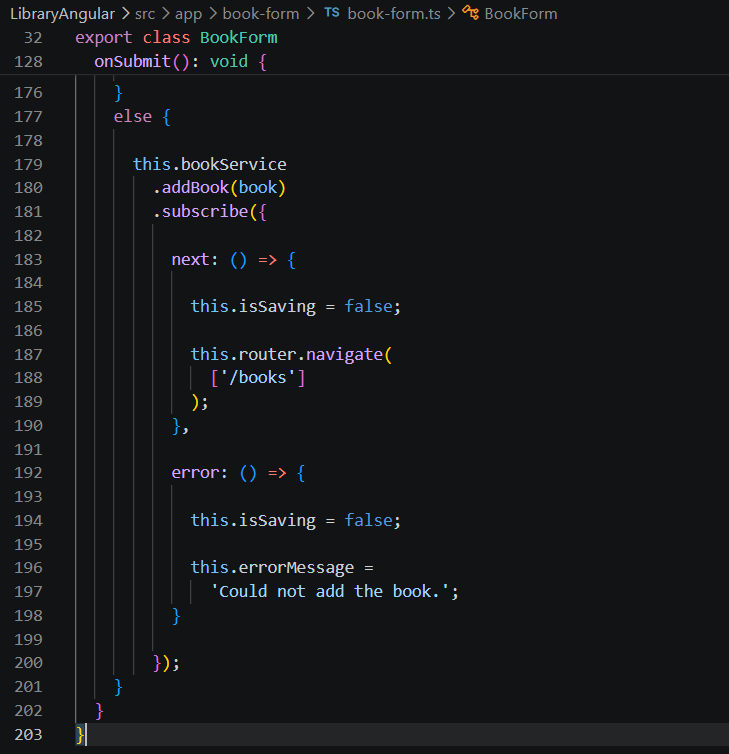 LibraryAngular > src > app > book-form > TS book-form.ts > BookForm
32 export class BookForm
128 onSubmit(): void {
176 }
177 else {
178
179 this.bookService
180 .addBook(book)
181 .subscribe({
182
183 next: () => {
184
185 this.isSaving = false;
186
187 this.router.navigate(
188 ['/books']
189 );
190 },
191
192 error: () => {
193
194 this.isSaving = false;
195
196 this.errorMessage =
197 'Could not add the book.';
198 }
199
200 });
201 }
202 }
203 }